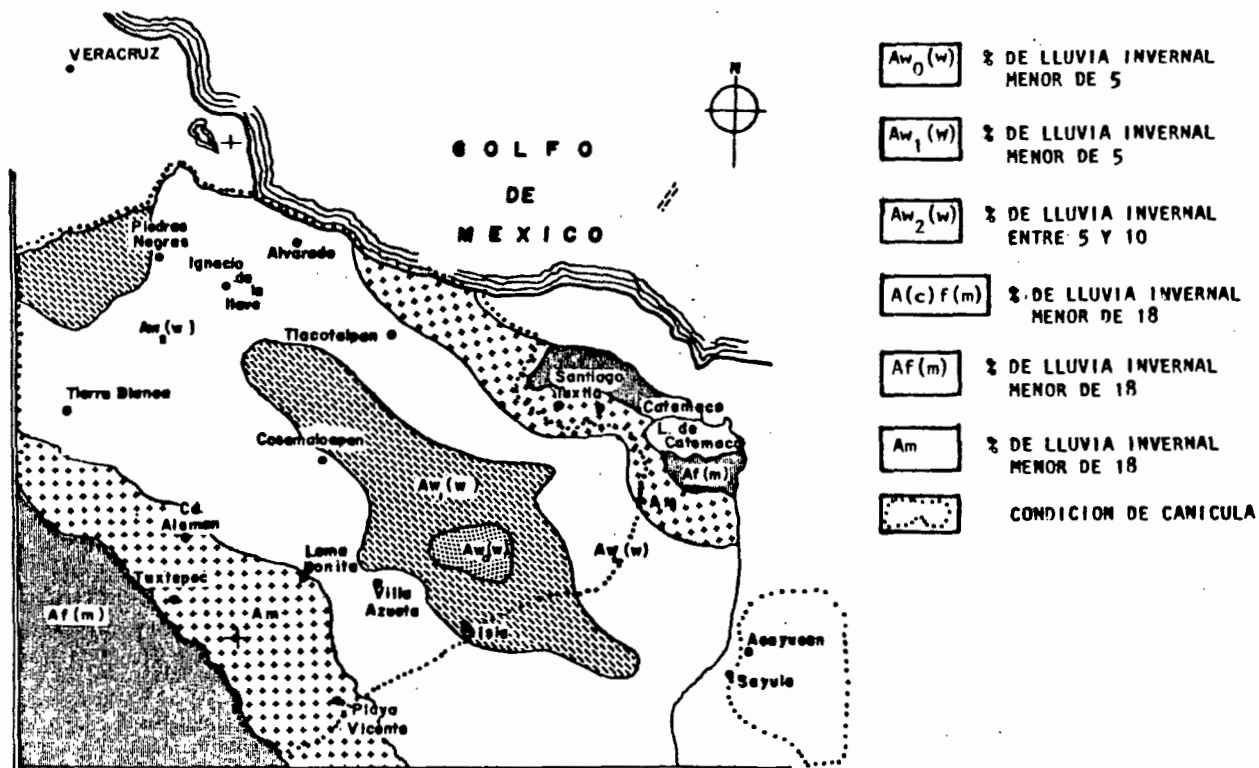 VERACRUZ
N
GOLFO
DE
MEXICO
Piedras
Negras
Ignacio
de
la
Llave
Alvarado
Tlacotalpan
Tierra Blanca
Cosamaloapan
Santiago
Tuxtla
Catemaco
L. de
Catemaco
Af(m)
Am
Cd.
Aleman
Loma
Bonita
Villa
Azueta
Isla
Tuxtepec
Af(m)
Am
Playa
Vicente
Acayucan
Sayula
Aw0(w) % DE LLUVIA INVERNAL
MENOR DE 5
Aw1(w) % DE LLUVIA INVERNAL
MENOR DE 5
Aw2(w) % DE LLUVIA INVERNAL
ENTRE 5 Y 10
A(c)f(m) % DE LLUVIA INVERNAL
MENOR DE 18
Af(m) % DE LLUVIA INVERNAL
MENOR DE 18
Am % DE LLUVIA INVERNAL
MENOR DE 18
CONDICION DE CANICULA